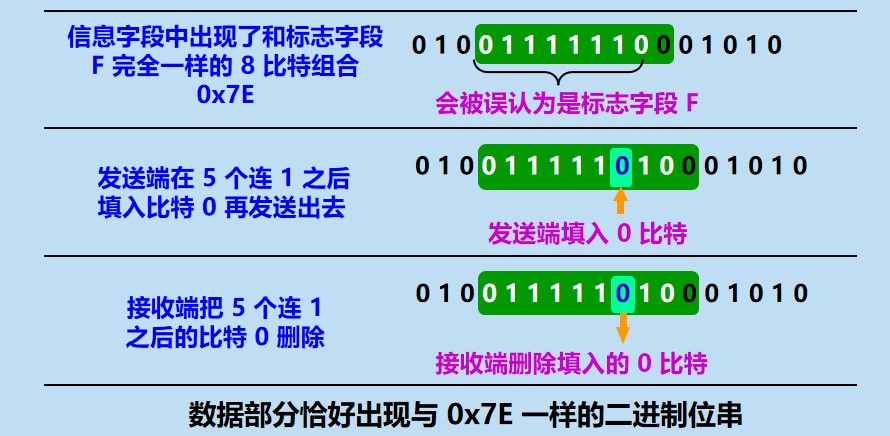 信息字段中出现了和标志字段
F 完全一样的 8 比特组合
0x7E
0 1 0 0 1 1 1 1 1 1 0 0 0 1 0 1 0
会被误认为是标志字段 F
发送端在 5 个连 1 之后
填入比特 0 再发送出去
0 1 0 0 1 1 1 1 1 0 1 0 0 0 1 0 1 0
发送端填入 0 比特
接收端把 5 个连 1
之后的比特 0 删除
0 1 0 0 1 1 1 1 1 0 1 0 0 0 1 0 1 0
接收端删除填入的 0 比特
数据部分恰好出现与 0x7E 一样的二进制位串